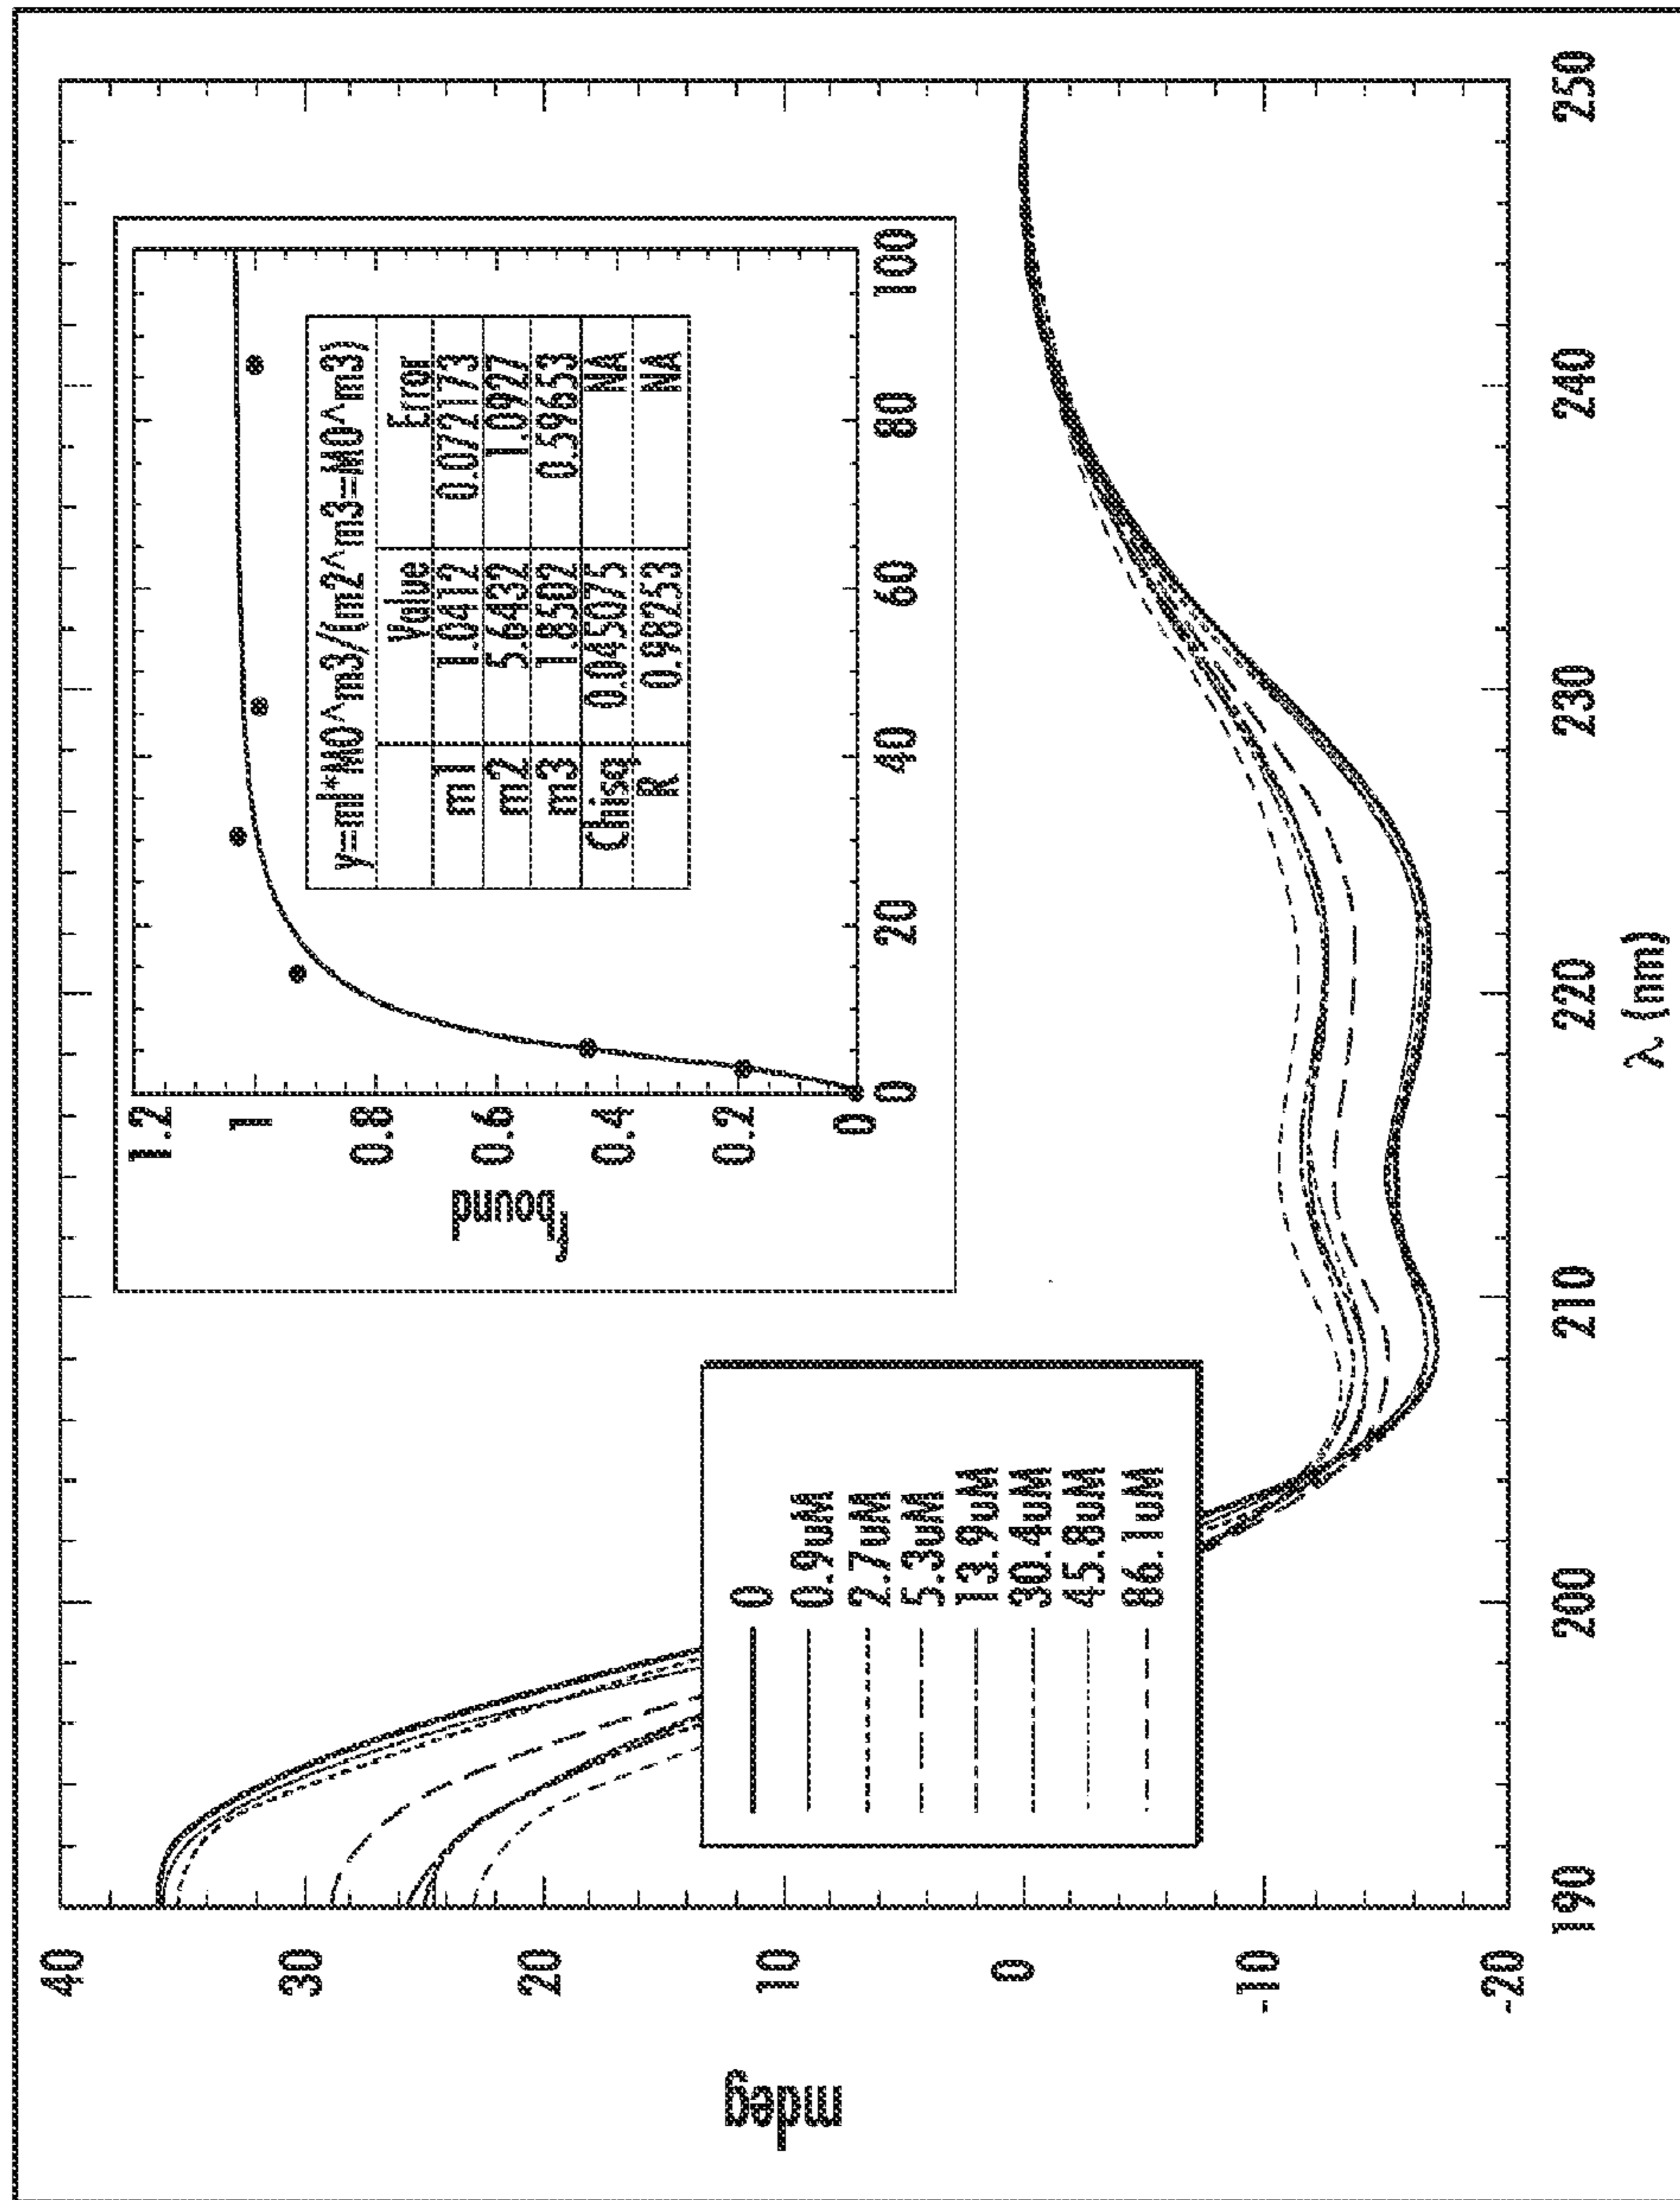 mdeg
40
30
20
10
0
-10
-20
190
200
210
220
230
240
250
λ (nm)
0
0.9uM
2.7uM
5.3uM
13.9uM
30.4uM
45.8uM
86.1uM
fbound
1.2
1
0.8
0.6
0.4
0.2
0
0
20
40
60
80
100
y=ml*M0^m3/(m2^m3=M0^m3)
Value Error
m1 1.0412 0.072173
m2 5.6432 1.0927
m3 1.8502 0.59653
Chisq 0.045075 NA
R 0.98253 NA